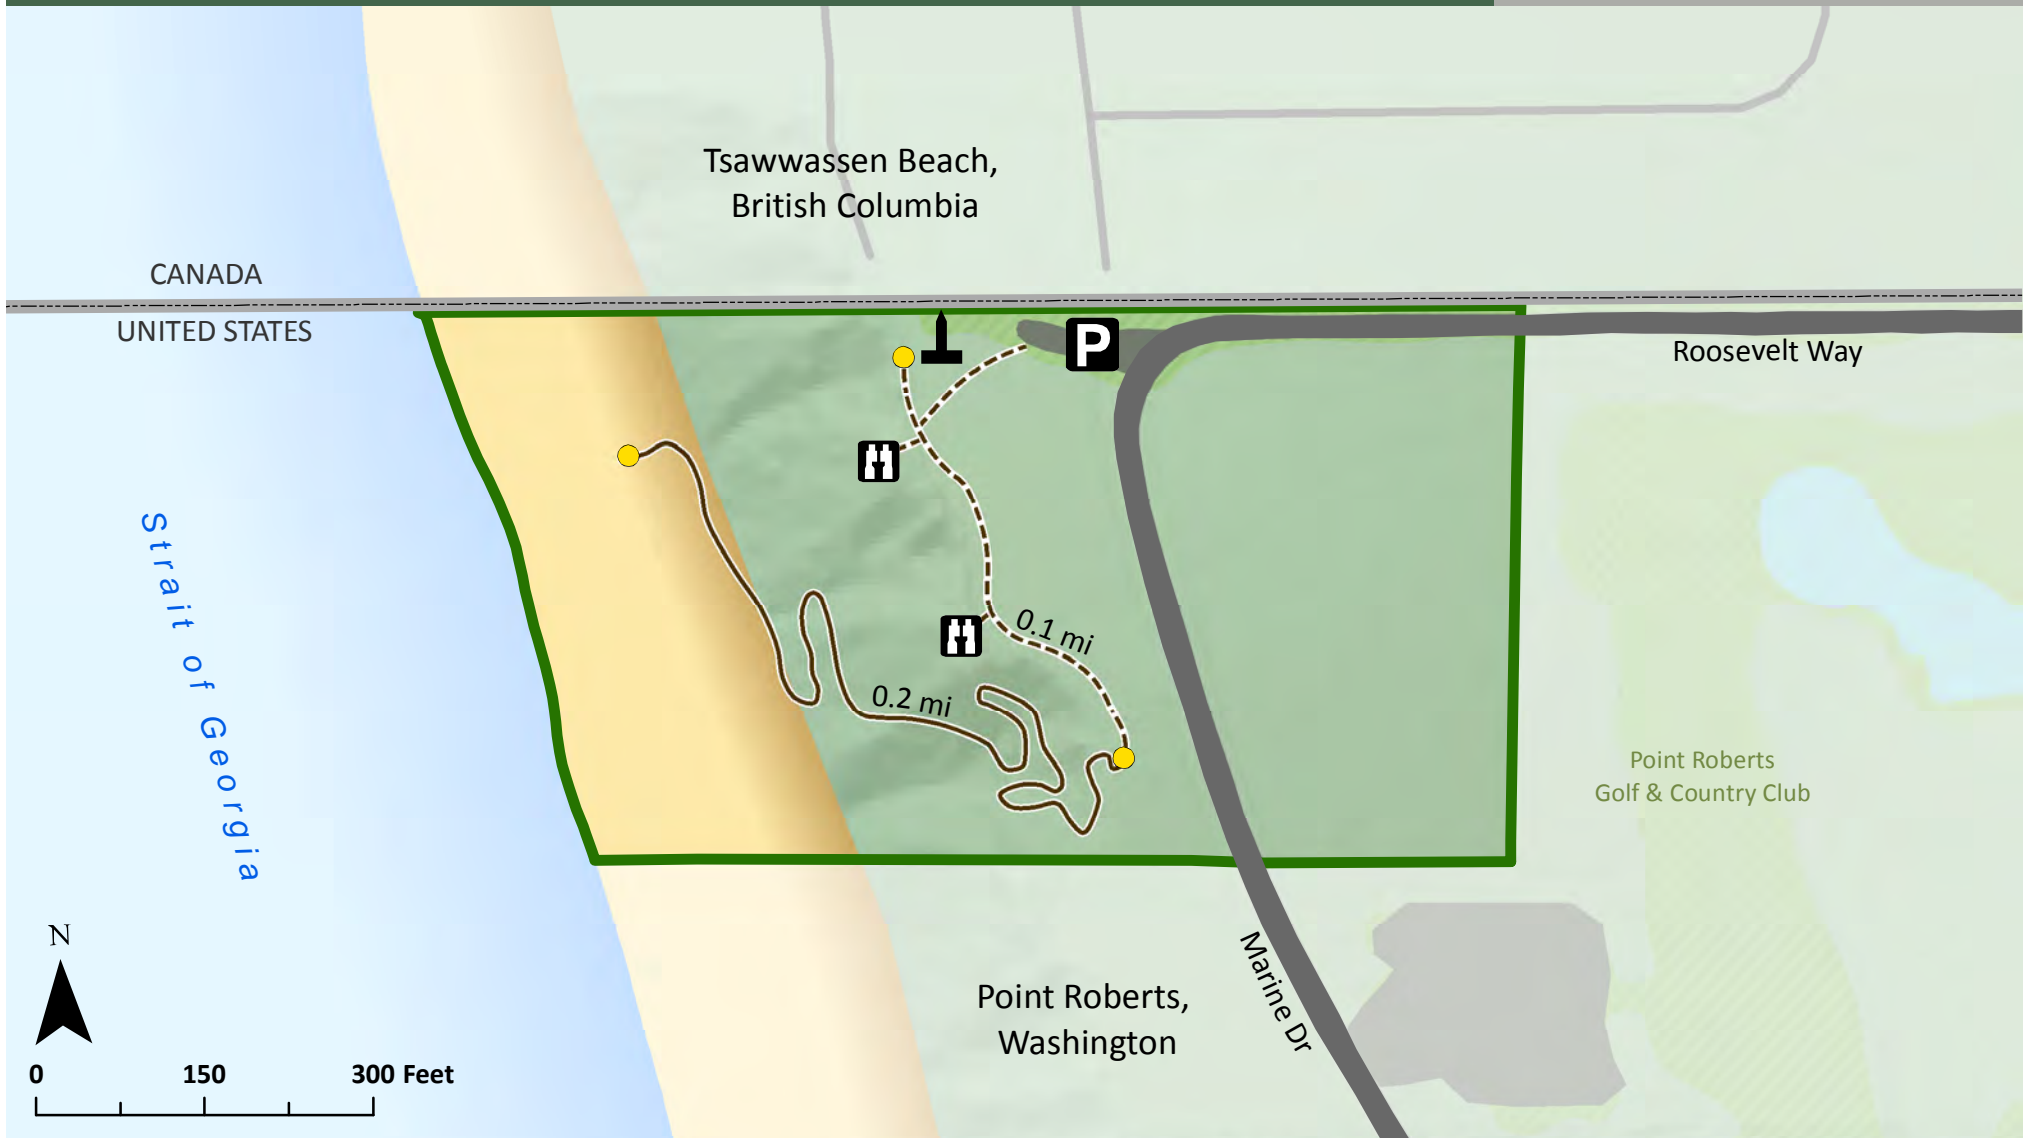 Tsawwassen Beach,
British Columbia
CANADA
UNITED STATES
P
Roosevelt Way
Strait of Georgia
0.1 mi
0.2 mi
Point Roberts
Golf & Country Club
Marine Dr
Point Roberts,
Washington
N
0 150 300 Feet